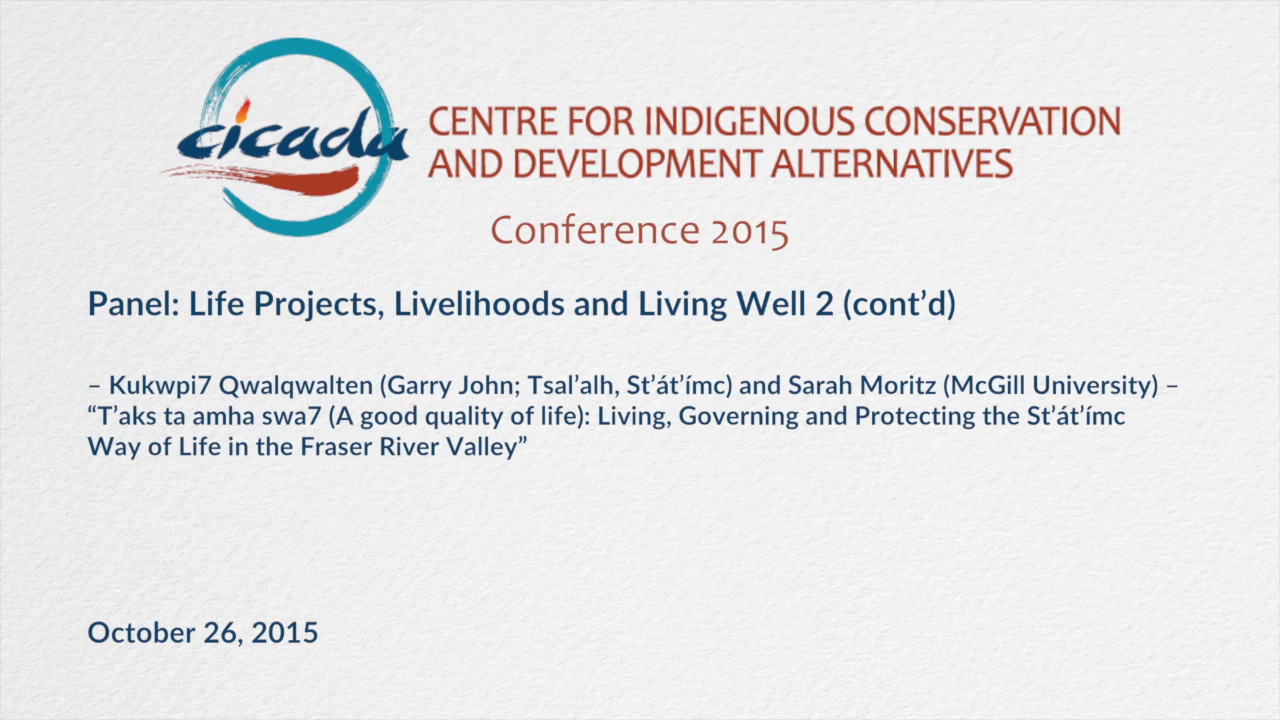 cicada
CENTRE FOR INDIGENOUS CONSERVATION
AND DEVELOPMENT ALTERNATIVES
Conference 2015
Panel: Life Projects, Livelihoods and Living Well 2 (cont’d)
– Kukwpi7 Qwalqwalten (Garry John; Tsal’alh, St’át’ímc) and Sarah Moritz (McGill University) –
“T’aks ta amha swa7 (A good quality of life): Living, Governing and Protecting the St’át’ímc
Way of Life in the Fraser River Valley”
October 26, 2015